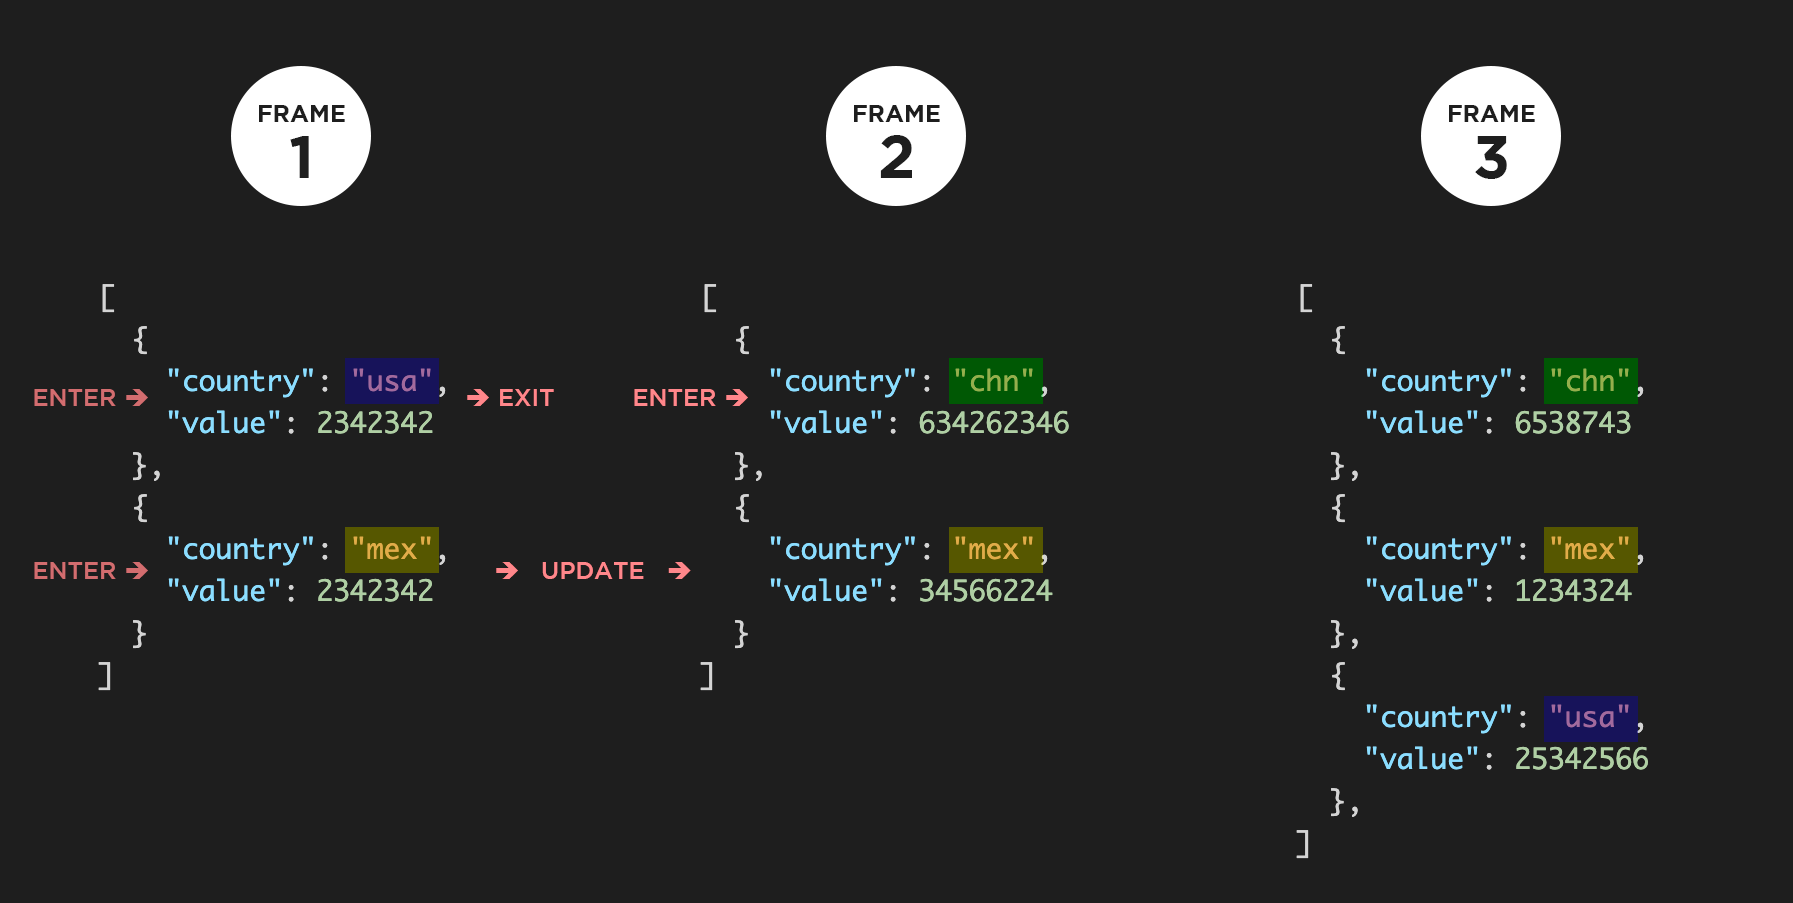 FRAME
1
[
{
ENTER → "country": "usa", → EXIT
"value": 2342342
},
{
ENTER → "country": "mex", → UPDATE →
"value": 2342342
}
]
FRAME
2
[
{
ENTER → "country": "chn",
"value": 634262346
},
{
"country": "mex",
"value": 34566224
}
]
FRAME
3
[
{
"country": "chn",
"value": 6538743
},
{
"country": "mex",
"value": 1234324
},
{
"country": "usa",
"value": 25342566
},
]